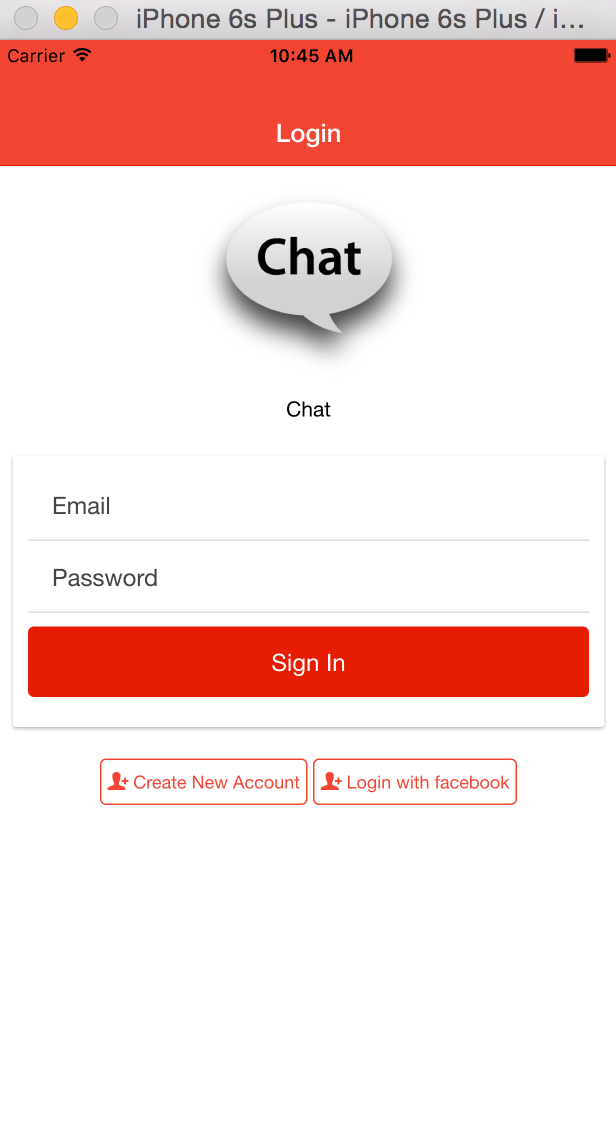 iPhone 6s Plus - iPhone 6s Plus / i...
Carrier 10:45 AM
Login
Chat
Chat
Email
Password
Sign In
Create New Account Login with facebook